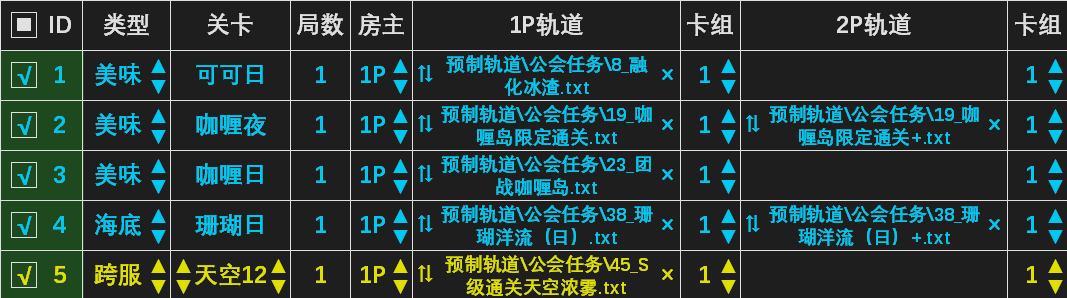 ID 类型 关卡 局数 房主 1P轨道 卡组 2P轨道 卡组
√ 1 美味 可可日 1 1P 预制轨道\公会任务\8_融 × 1 1
化冰渣.txt
√ 2 美味 咖喱夜 1 1P 预制轨道\公会任务\19_咖 × 1 预制轨道\公会任务\19_咖 × 1
喱岛限定通关.txt 喱岛限定通关+.txt
√ 3 美味 咖喱日 1 1P 预制轨道\公会任务\23_团 × 1 1
战咖喱岛.txt
√ 4 海底 珊瑚日 1 1P 预制轨道\公会任务\38_珊 × 1 预制轨道\公会任务\38_珊 × 1
瑚洋流（日）.txt 瑚洋流（日）+.txt
√ 5 跨服 天空12 1 1P 预制轨道\公会任务\45_S × 1 1
级通关天空浓雾.txt